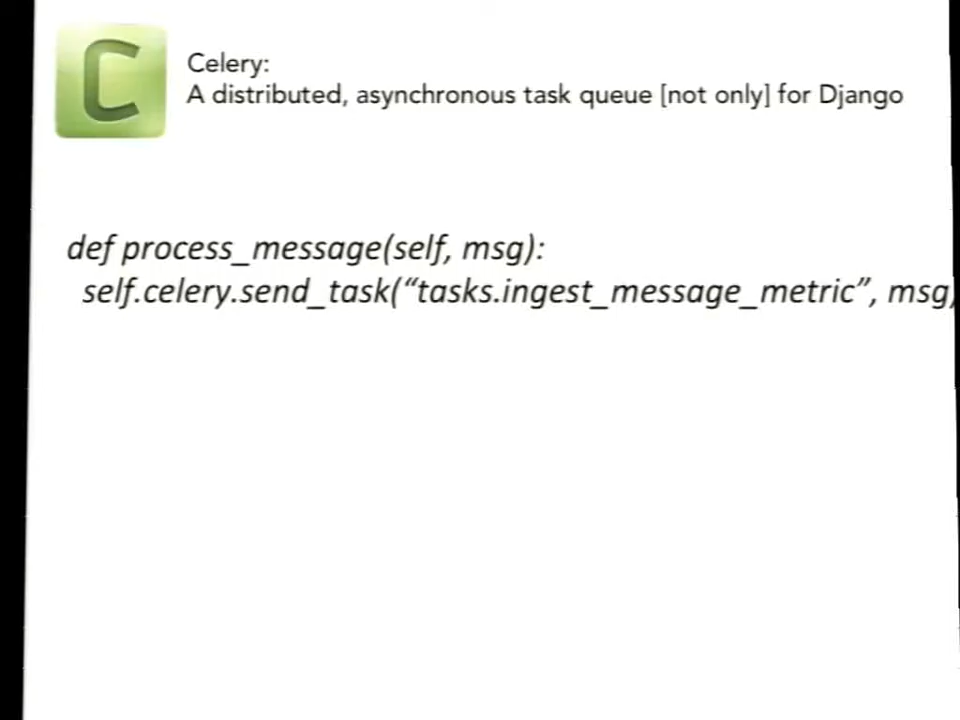 C
Celery:
A distributed, asynchronous task queue [not only] for Django
def process_message(self, msg):
self.celery.send_task(“tasks.ingest_message_metric”, msg)